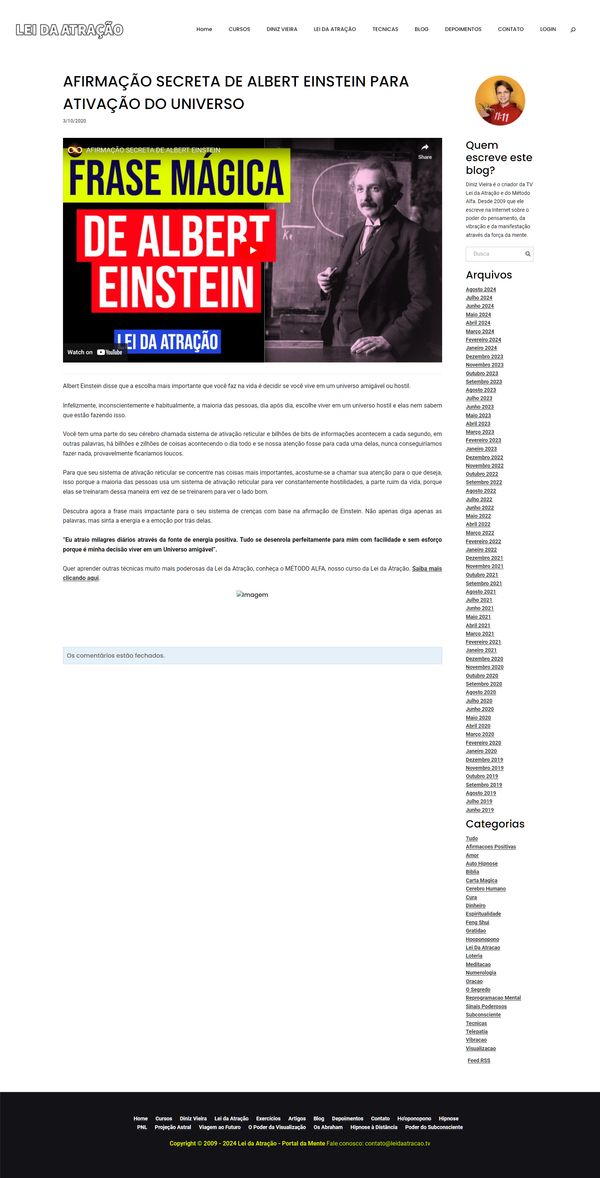 LEI DA ATRAÇÃO
Home CURSOS DINIZ VIEIRA LEI DA ATRAÇÃO TECNICAS BLOG DEPOIMENTOS CONTATO LOGIN
AFIRMAÇÃO SECRETA DE ALBERT EINSTEIN PARA
ATIVAÇÃO DO UNIVERSO
3/10/2020
AFIRMAÇÃO SECRETA DE ALBERT EINSTEIN
Share
FRASE MÁGICA
DE ALBERT
EINSTEIN
LEI DA ATRAÇÃO
Watch on YouTube
Albert Einstein disse que a escolha mais importante que você faz na vida é decidir se você vive em um universo amigável ou hostil.
Infelizmente, inconscientemente e habitualmente, a maioria das pessoas, dia após dia, escolhe viver em um universo hostil e elas nem sabem
que estão fazendo isso.
Você tem uma parte do seu cérebro chamada sistema de ativação reticular e bilhões de bits de informações acontecem a cada segundo, em
outras palavras, há bilhões e zilhões de coisas acontecendo o dia todo e se nossa atenção fosse para cada uma delas, nunca conseguiríamos
fazer nada, provavelmente ficaríamos loucos.
Para que seu sistema de ativação reticular se concentre nas coisas mais importantes, acostume-se a chamar sua atenção para o que deseja,
isso porque a maioria das pessoas usa um sistema de ativação reticular para ver constantemente hostilidades, a parte ruim da vida, porque
elas se treinaram dessa maneira em vez de se treinarem para ver o lado bom.
Descubra agora a frase mais impactante para o seu sistema de crenças com base na afirmação de Einstein. Não apenas diga apenas as
palavras, mas sinta a energia e a emoção por trás delas.
"Eu atraio milagres diários através da fonte de energia positiva. Tudo se desenrola perfeitamente para mim com facilidade e sem esforço
porque é minha decisão viver em um Universo amigável".
Quer aprender outras técnicas muito mais poderosas da Lei da Atração, conheça o MÉTODO ALFA, nosso curso da Lei da Atração. Saiba mais
clicando aqui.
Imagem
Os comentários estão fechados.
11:11
Quem
escreve este
blog?
Diniz Vieira é o criador da TV
Lei da Atração e do Método
Alfa. Desde 2009 que ele
escreve na Internet sobre o
poder do pensamento, da
vibração e da manifestação
através da força da mente.
Busca
Arquivos
Agosto 2024
Julho 2024
Junho 2024
Maio 2024
Abril 2024
Março 2024
Fevereiro 2024
Janeiro 2024
Dezembro 2023
Novembro 2023
Outubro 2023
Setembro 2023
Agosto 2023
Julho 2023
Junho 2023
Maio 2023
Abril 2023
Março 2023
Fevereiro 2023
Janeiro 2023
Dezembro 2022
Novembro 2022
Outubro 2022
Setembro 2022
Agosto 2022
Julho 2022
Junho 2022
Maio 2022
Abril 2022
Março 2022
Fevereiro 2022
Janeiro 2022
Dezembro 2021
Novembro 2021
Outubro 2021
Setembro 2021
Agosto 2021
Julho 2021
Junho 2021
Maio 2021
Abril 2021
Março 2021
Fevereiro 2021
Janeiro 2021
Dezembro 2020
Novembro 2020
Outubro 2020
Setembro 2020
Agosto 2020
Julho 2020
Junho 2020
Maio 2020
Abril 2020
Março 2020
Fevereiro 2020
Janeiro 2020
Dezembro 2019
Novembro 2019
Outubro 2019
Setembro 2019
Agosto 2019
Julho 2019
Junho 2019
Categorias
Tudo
Afirmacoes Positivas
Amor
Auto Hipnose
Biblia
Carta Magica
Cerebro Humano
Cura
Dinheiro
Espiritualidade
Feng Shui
Gratidao
Hooponopono
Lei Da Atracao
Loteria
Meditacao
Numerologia
Oracao
O Segredo
Reprogramacao Mental
Sinais Poderosos
Subconsciente
Tecnicas
Telepatia
Vibracao
Visualizacao
Feed RSS
Home Cursos Diniz Vieira Lei da Atração Exercícios Artigos Blog Depoimentos Contato Ho'oponopono Hipnose
PNL Projeção Astral Viagem ao Futuro O Poder da Visualização Os Abraham Hipnose à Distância Poder do Subconsciente
Copyright © 2009 - 2024 Lei da Atração - Portal da Mente Fale conosco: contato@leidaatracao.tv